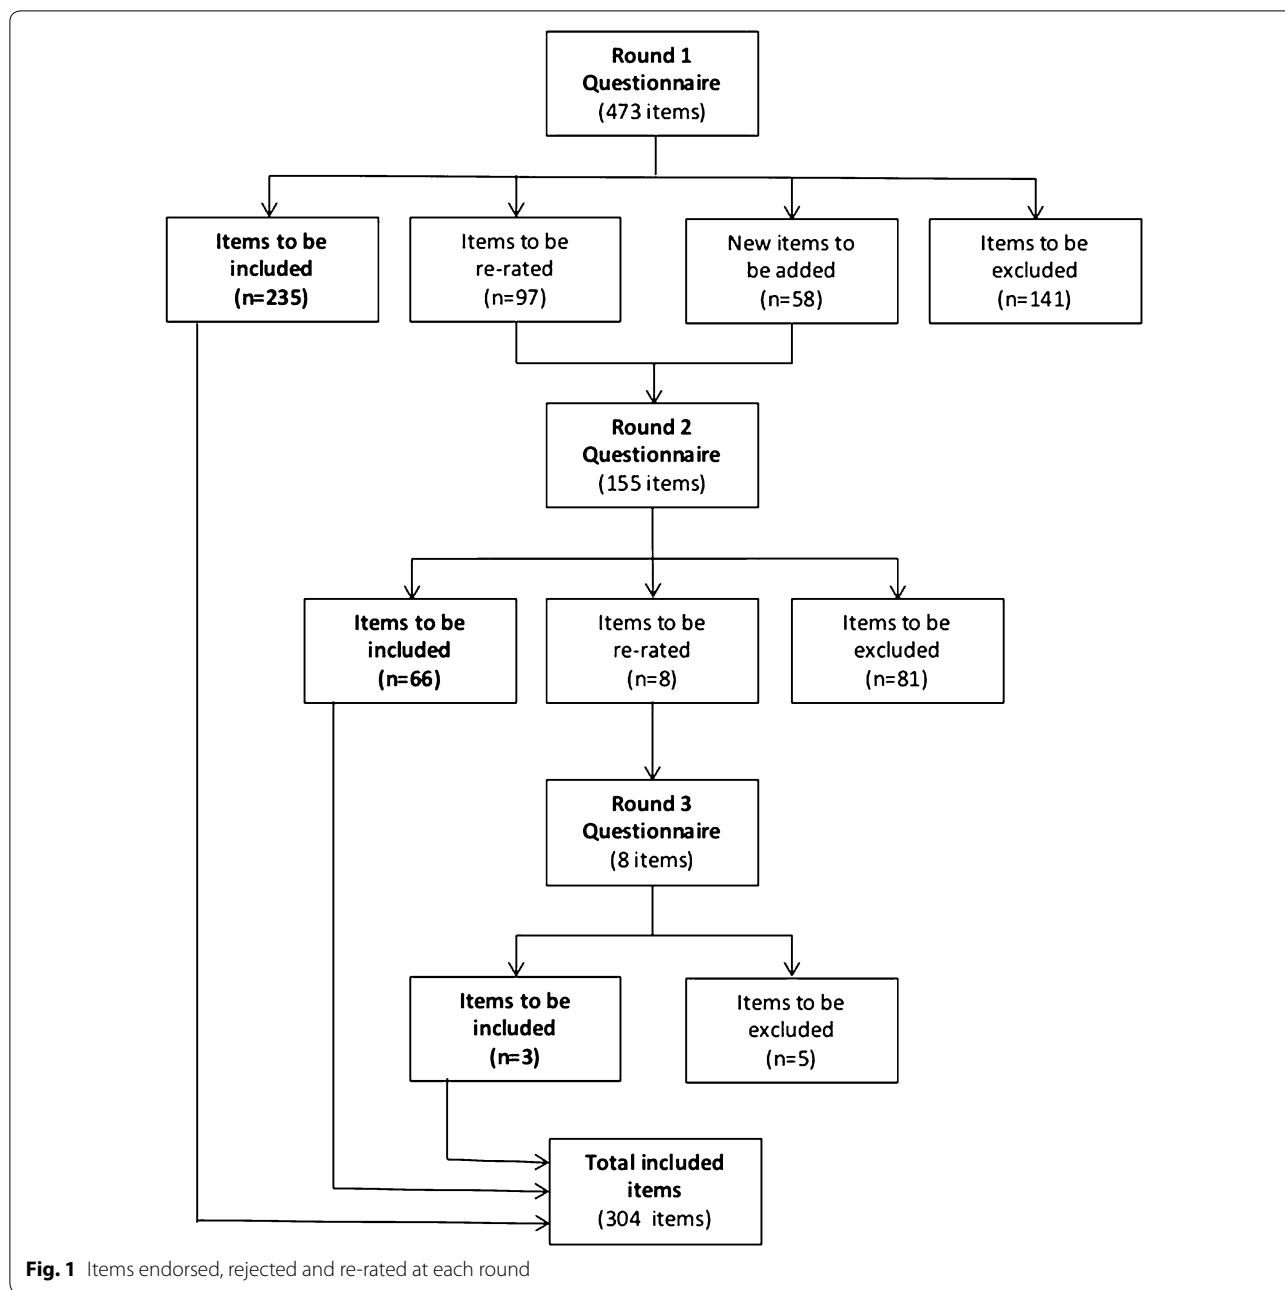 Round 1
Questionnaire
(473 items)
Items to be
included
(n=235)
Items to be
re-rated
(n=97)
New items to
be added
(n=58)
Items to be
excluded
(n=141)
Round 2
Questionnaire
(155 items)
Items to be
included
(n=66)
Items to be
re-rated
(n=8)
Items to be
excluded
(n=81)
Round 3
Questionnaire
(8 items)
Items to be
included
(n=3)
Items to be
excluded
(n=5)
Total included
items
(304 items)
Fig. 1 Items endorsed, rejected and re-rated at each round